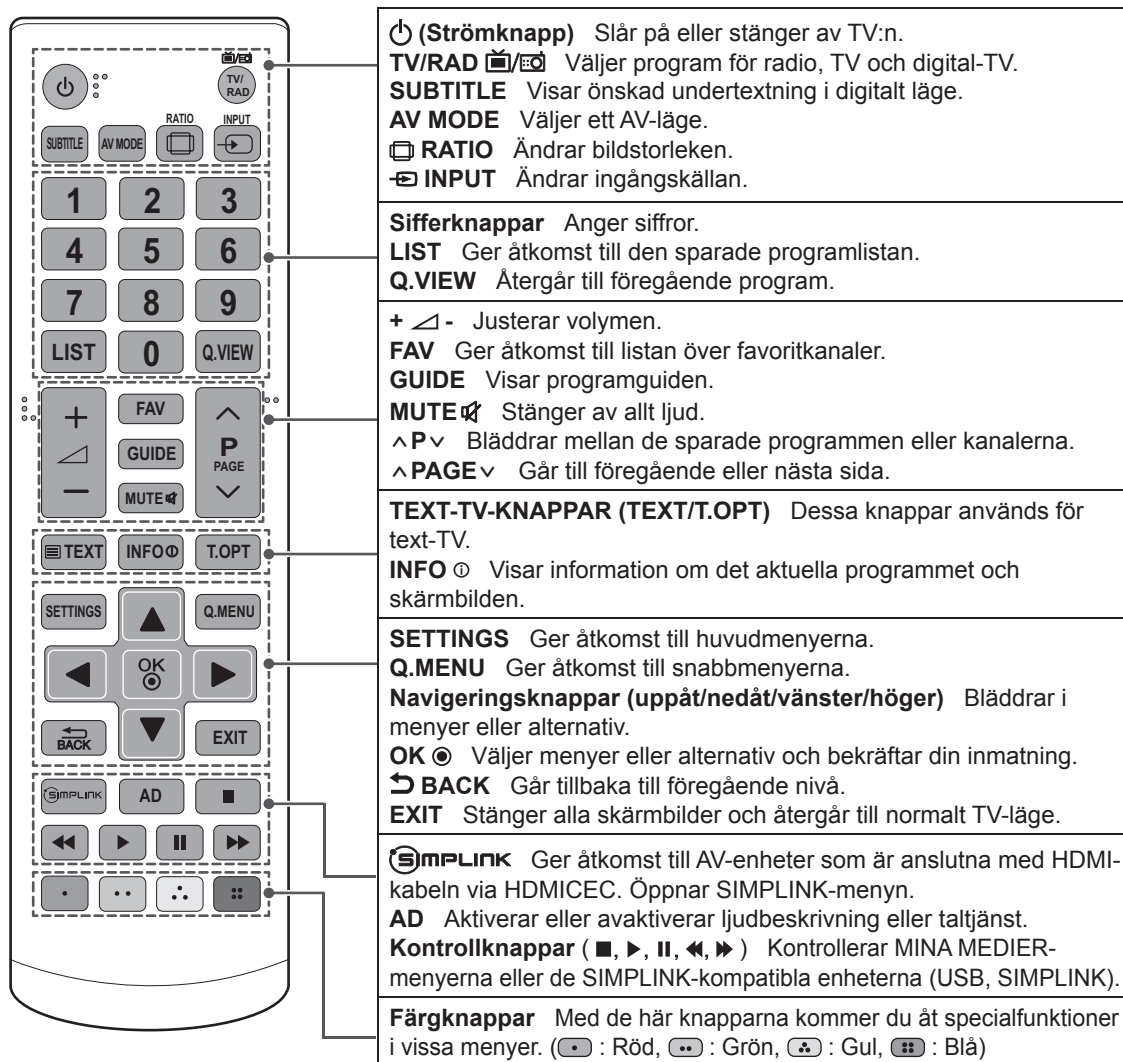 TV/
RAD
RATIO
INPUT
SUBTITLE
AV MODE
1 2 3
4 5 6
7 8 9
LIST 0 Q.VIEW
+ FAV
GUIDE P
PAGE
− MUTE
TEXT INFO T.OPT
SETTINGS Q.MENU
OK
BACK EXIT
SIMPLINK AD
(Strömknapp) Slår på eller stänger av TV:n.
TV/RAD / Väljer program för radio, TV och digital-TV.
SUBTITLE Visar önskad undertextning i digitalt läge.
AV MODE Väljer ett AV-läge.
RATIO Ändrar bildstorleken.
INPUT Ändrar ingångskällan.
Sifferknappar Anger siffror.
LIST Ger åtkomst till den sparade programlistan.
Q.VIEW Återgår till föregående program.
+ - Justerar volymen.
FAV Ger åtkomst till listan över favoritkanaler.
GUIDE Visar programguiden.
MUTE Stänger av allt ljud.
∧ P ∨ Bläddrar mellan de sparade programmen eller kanalerna.
∧ PAGE ∨ Går till föregående eller nästa sida.
TEXT-TV-KNAPPAR (TEXT/T.OPT) Dessa knappar används för
text-TV.
INFO Visar information om det aktuella programmet och
skärmbilden.
SETTINGS Ger åtkomst till huvudmenyerna.
Q.MENU Ger åtkomst till snabbmenyerna.
Navigeringsknappar (uppåt/nedåt/vänster/höger) Bläddrar i
menyer eller alternativ.
OK Väljer menyer eller alternativ och bekräftar din inmatning.
BACK Går tillbaka till föregående nivå.
EXIT Stänger alla skärmbilder och återgår till normalt TV-läge.
SIMPLINK Ger åtkomst till AV-enheter som är anslutna med HDMI-
kabeln via HDMICEC. Öppnar SIMPLINK-menyn.
AD Aktiverar eller avaktiverar ljudbeskrivning eller taltjänst.
Kontrollknappar ( ■, ▶, II, ◀◀, ▶▶ ) Kontrollerar MINA MEDIER-
menyerna eller de SIMPLINK-kompatibla enheterna (USB, SIMPLINK).
Färgknappar Med de här knapparna kommer du åt specialfunktioner
i vissa menyer. ( : Röd, : Grön, : Gul, : Blå)